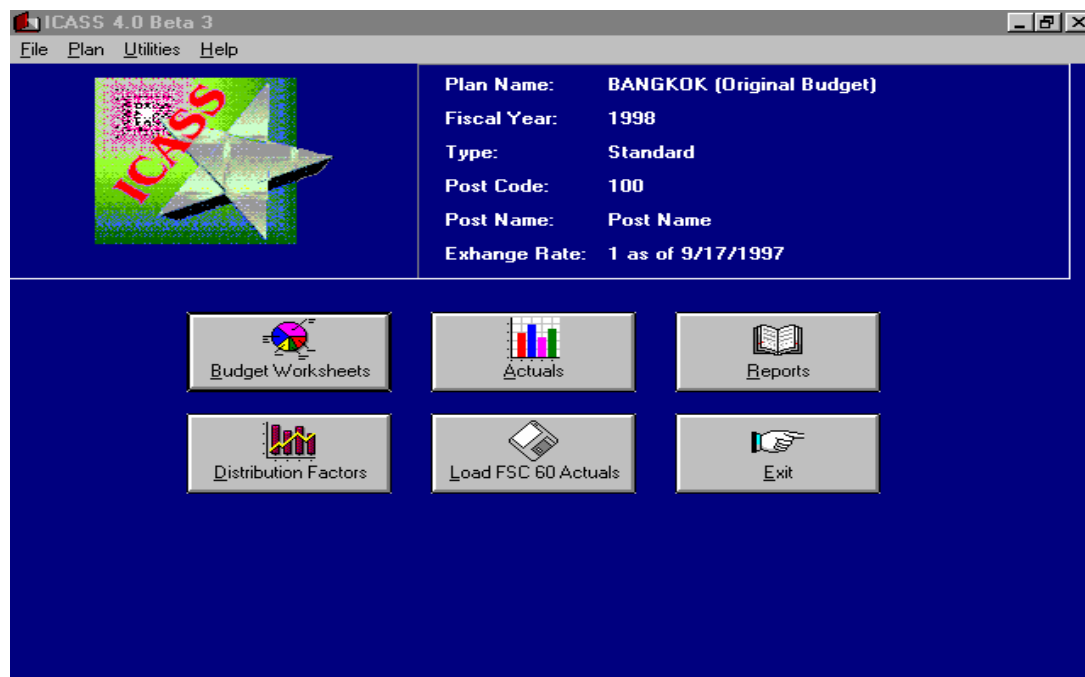 ICASS 4.0 Beta 3
File Plan Utilities Help
ICASS
Plan Name: BANGKOK (Original Budget)
Fiscal Year: 1998
Type: Standard
Post Code: 100
Post Name: Post Name
Exhange Rate: 1 as of 9/17/1997
Budget Worksheets Actuals Reports
Distribution Factors Load FSC 60 Actuals Exit